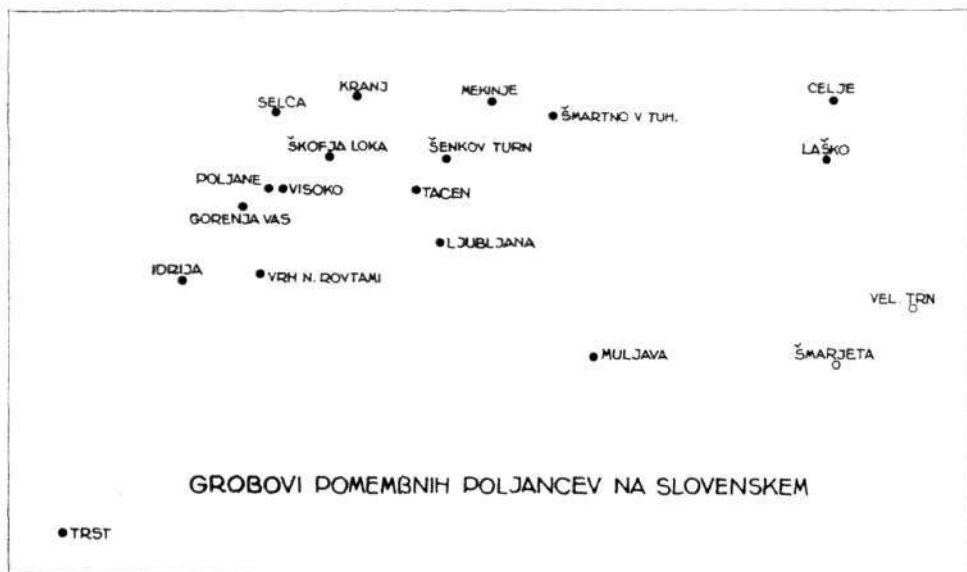 KRANJ
SELCA
MEKINJE
CELJE
ŠMARTNO V TUH.
ŠKOFJA LOKA
ŠENKOV TURN
LAŠKO
POLJANE
VISOKO
TACEN
GORENJA VAS
LJUBLJANA
IDRIJA
VRH N. ROVTAMI
VEL. TRN
MULJAVA
ŠMARJETA
GROBOVI POMEMBNIH POLJANCEV NA SLOVENSKEM
TRST